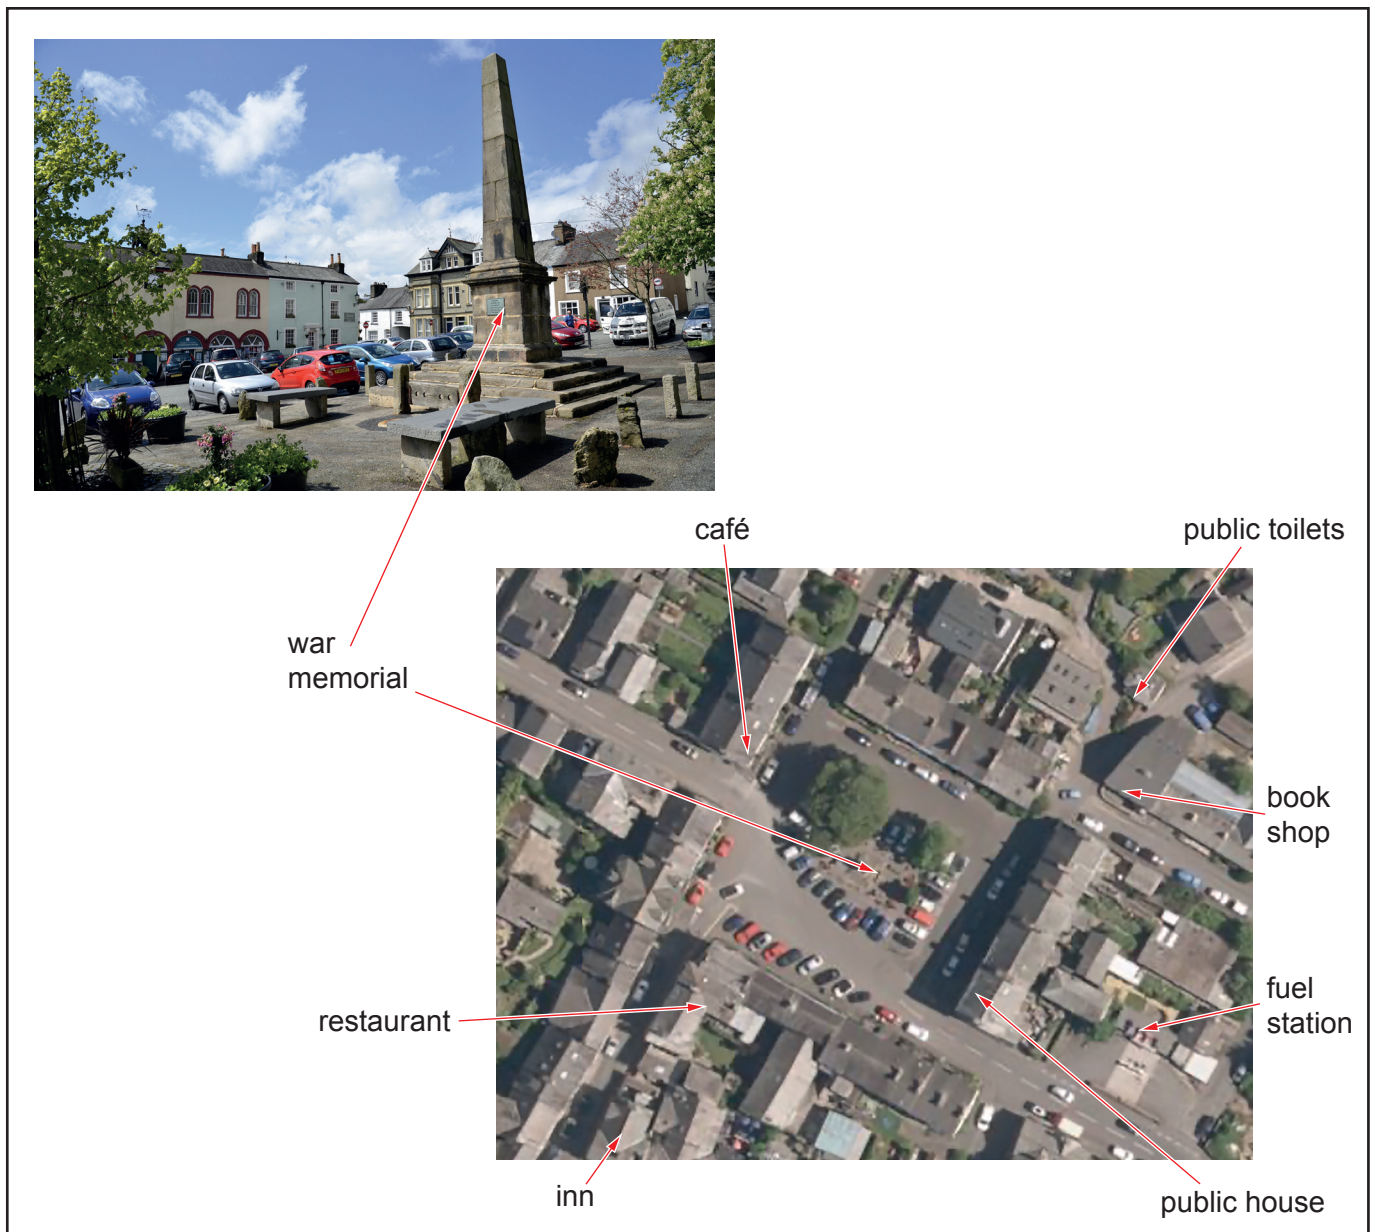 café
public toilets
war
memorial
book
shop
restaurant
fuel
station
inn
public house